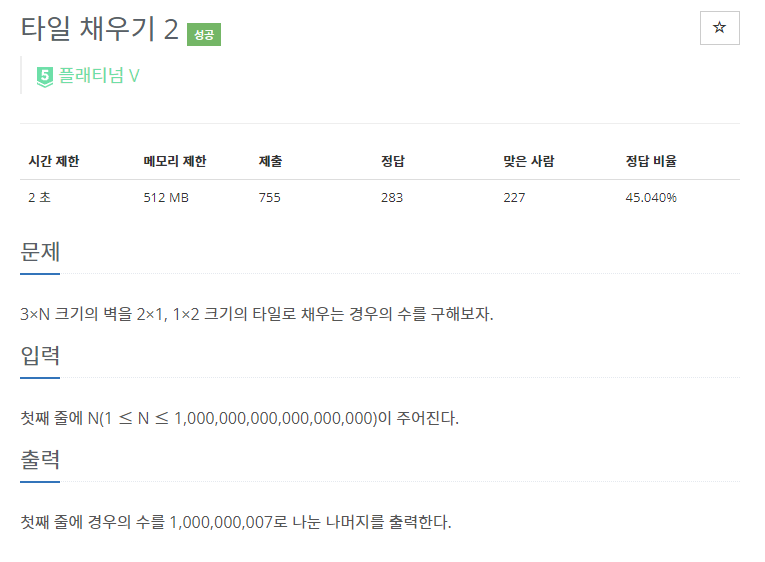 타일 채우기 2 성공
☆
5 플래티넘 V
시간 제한 메모리 제한 제출 정답 맞은 사람 정답 비율
2 초 512 MB 755 283 227 45.040%
문제
3×N 크기의 벽을 2×1, 1×2 크기의 타일로 채우는 경우의 수를 구해보자.
입력
첫째 줄에 N(1 ≤ N ≤ 1,000,000,000,000,000,000)이 주어진다.
출력
첫째 줄에 경우의 수를 1,000,000,007로 나눈 나머지를 출력한다.